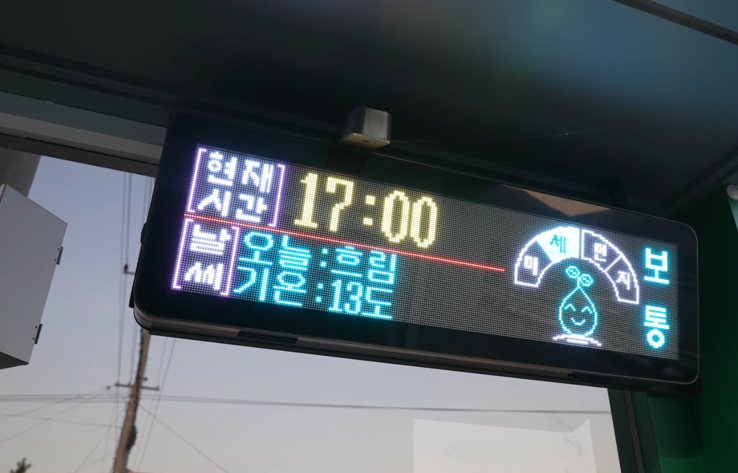 [현재시간] 17:00
[날씨] 오늘:흐림
기온:13도
미세먼지
보통